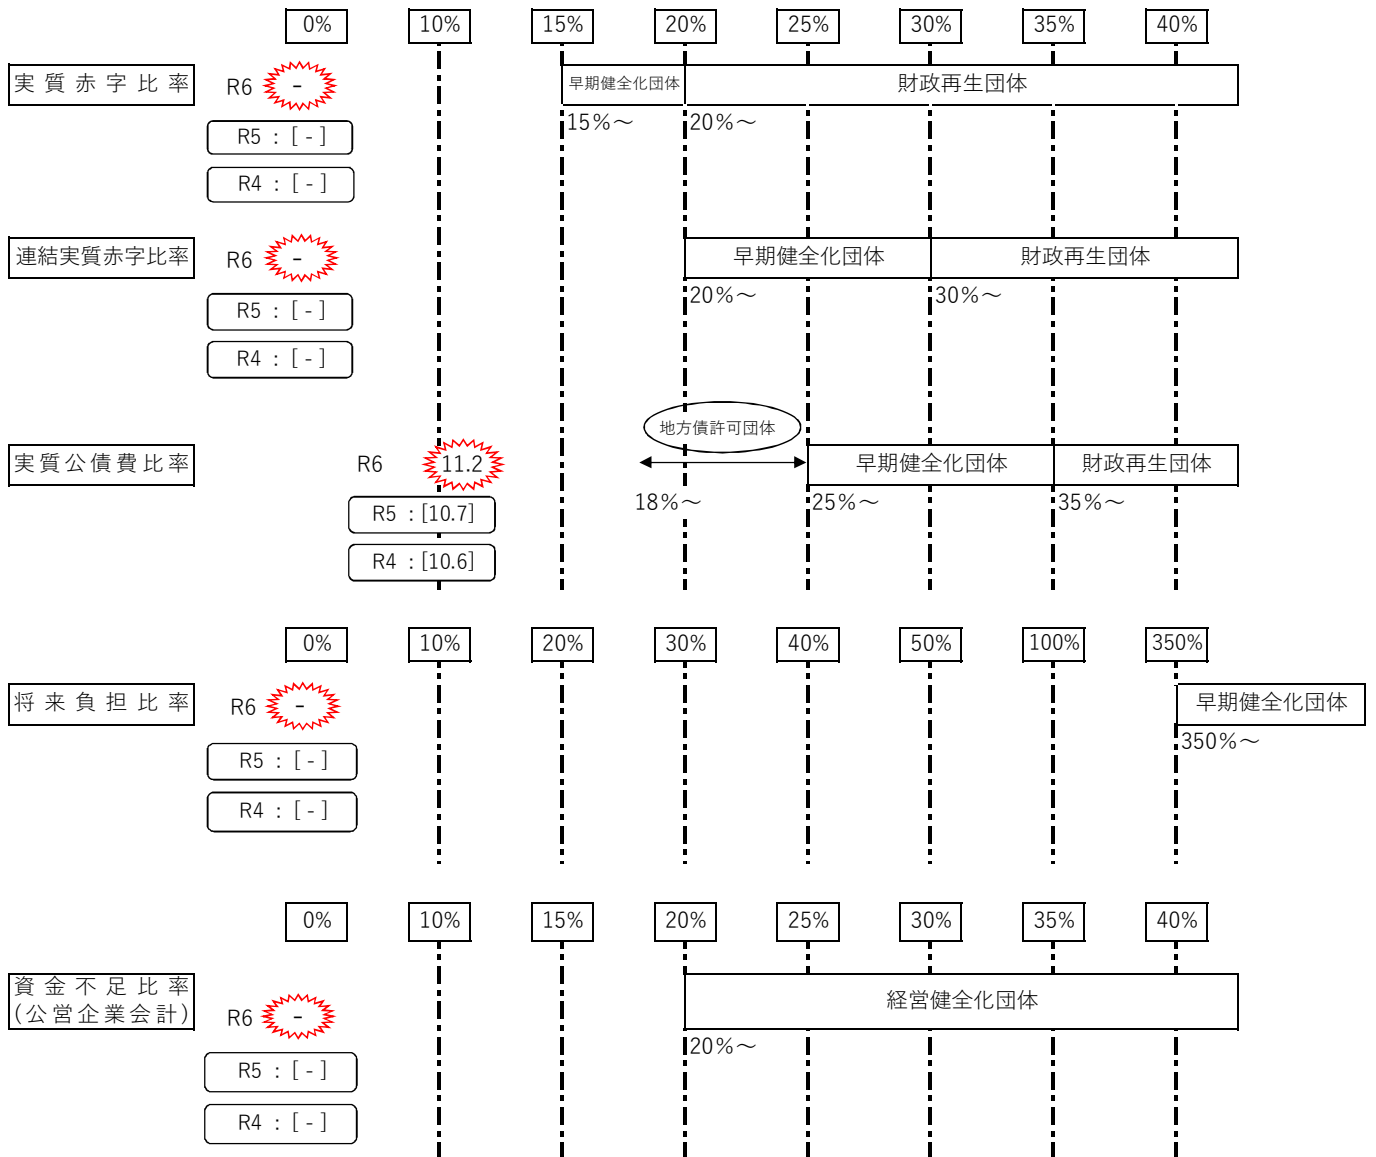 0% 10% 15% 20% 25% 30% 35% 40%
実質赤字比率 R6 - 早期健全化団体 財政再生団体
15%～ 20%～
R5 : [ - ]
R4 : [ - ]
連結実質赤字比率 R6 - 早期健全化団体 財政再生団体
20%～ 30%～
R5 : [ - ]
R4 : [ - ]
地方債許可団体
実質公債費比率 R6 11.2 早期健全化団体 財政再生団体
18%～ 25%～ 35%～
R5 : [10.7]
R4 : [10.6]
0% 10% 20% 30% 40% 50% 100% 350%
将来負担比率 R6 - 早期健全化団体
350%～
R5 : [ - ]
R4 : [ - ]
0% 10% 15% 20% 25% 30% 35% 40%
資金不足比率
(公営企業会計) R6 - 経営健全化団体
20%～
R5 : [ - ]
R4 : [ - ]